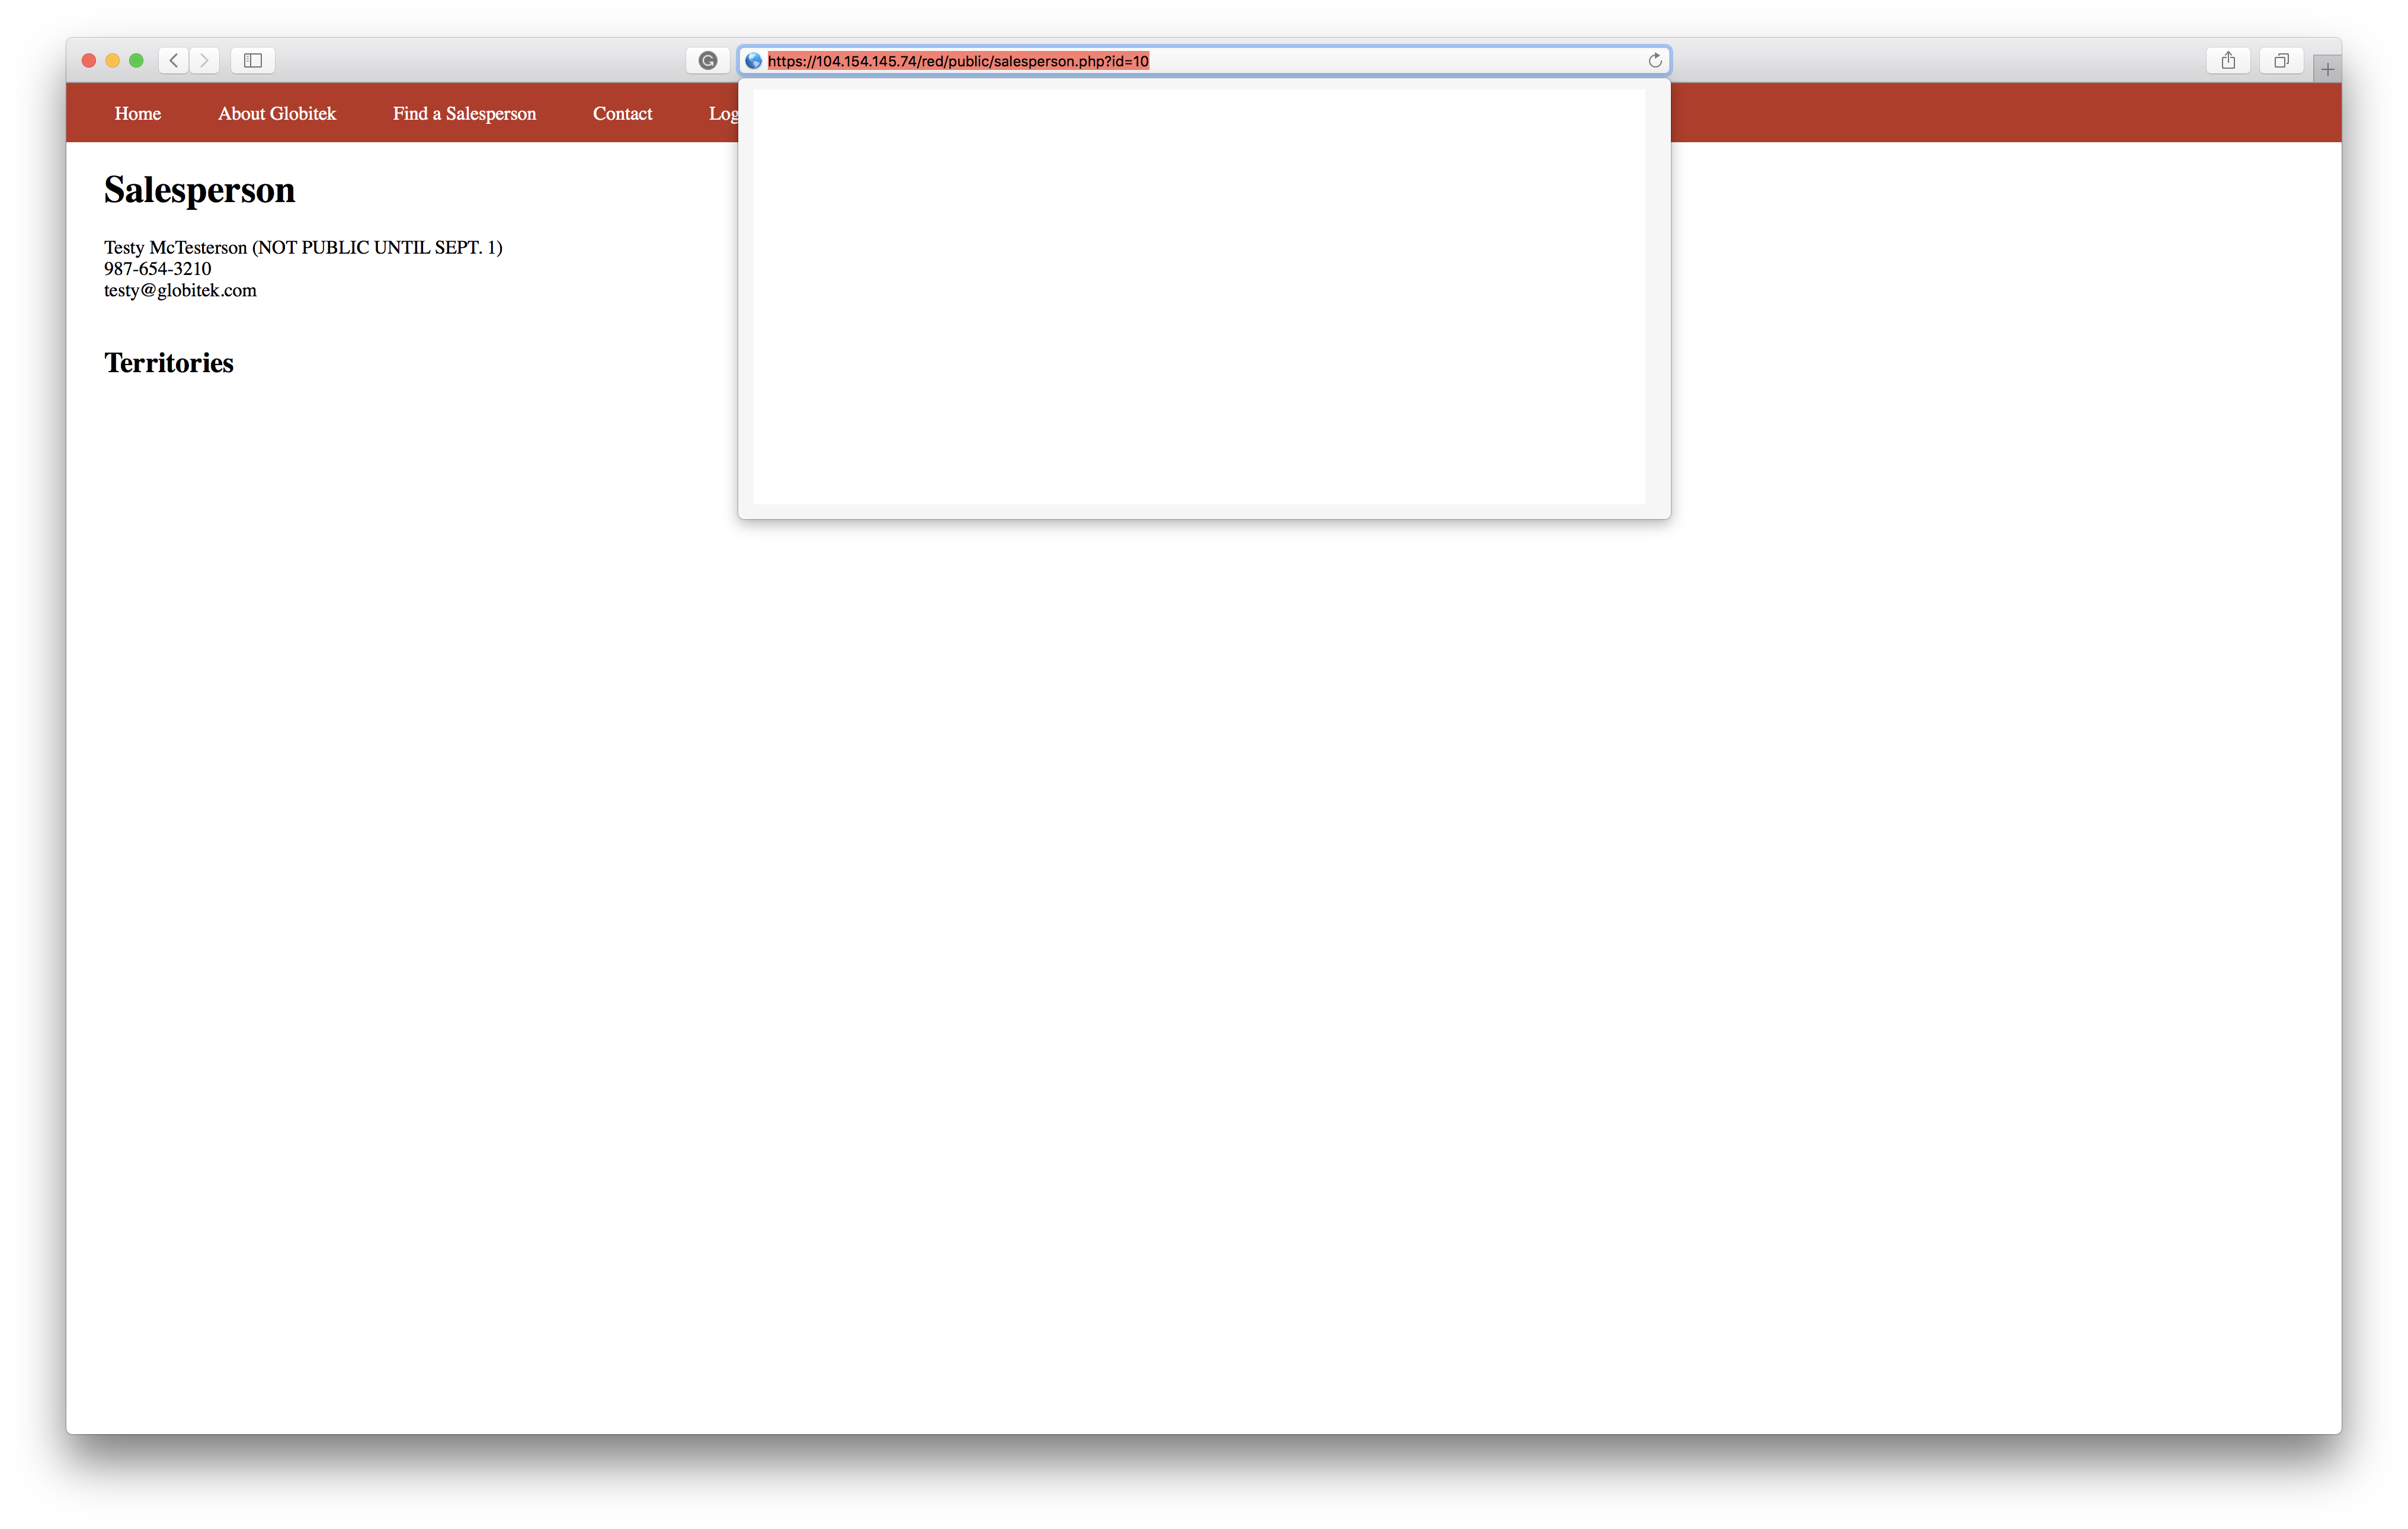 https://104.154.145.74/red/public/salesperson.php?id=10
Home About Globitek Find a Salesperson Contact Log
Salesperson
Testy McTesterson (NOT PUBLIC UNTIL SEPT. 1)
987-654-3210
testy@globitek.com
Territories